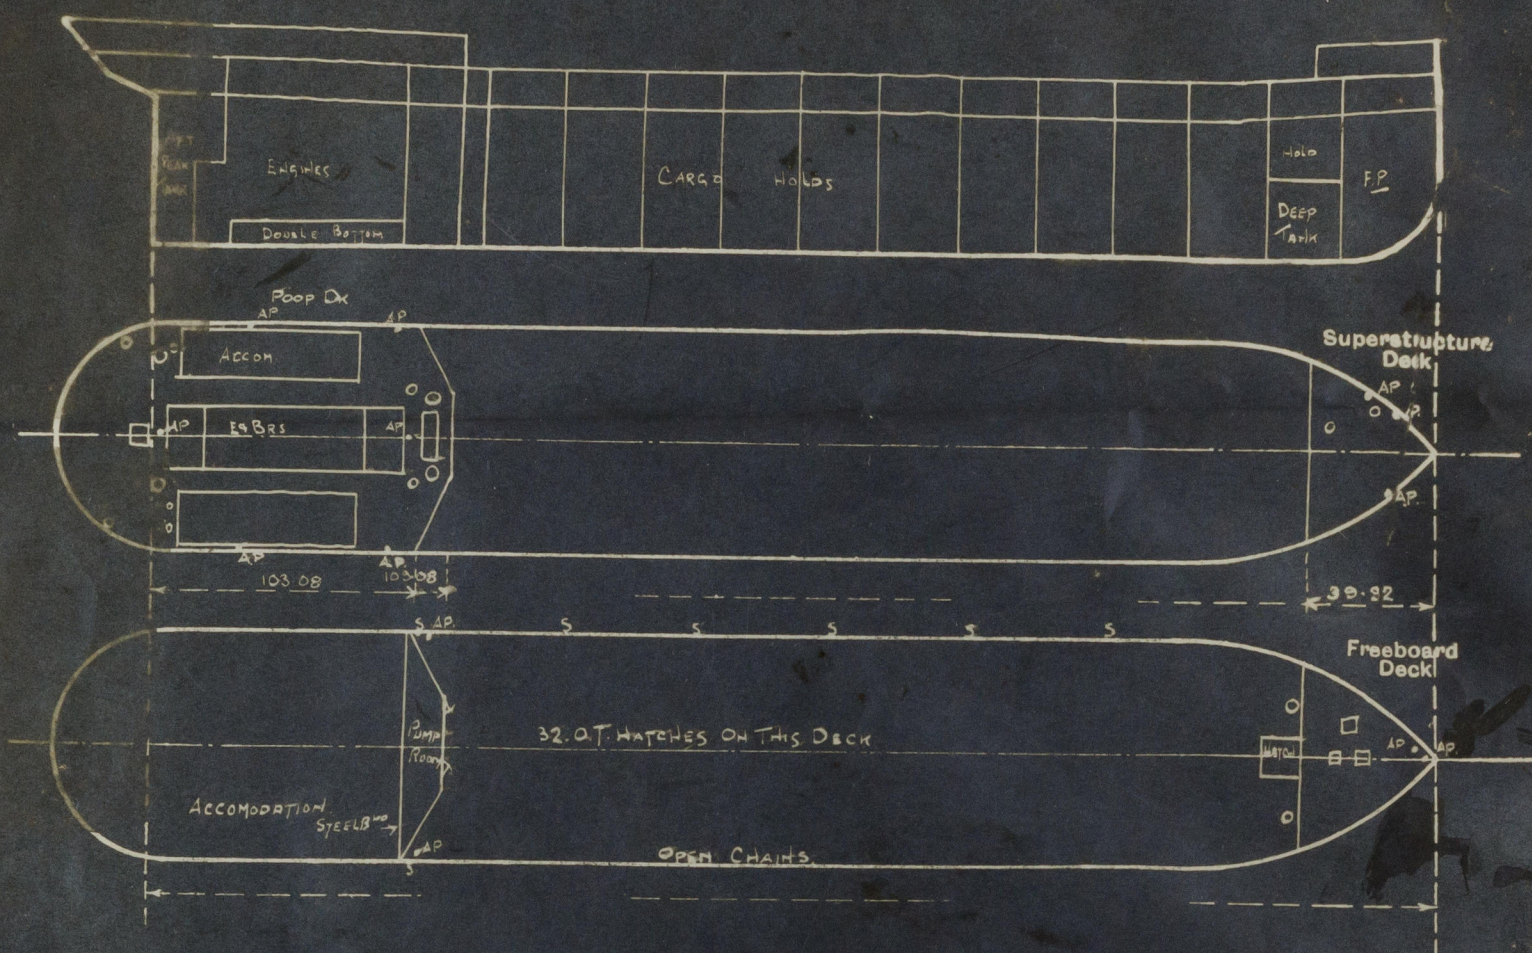 AFT
PEAK
TANK
ENGINES
DOUBLE BOTTOM
CARGO HOLDS
HOLD
DEEP
TANK
F.P
POOP DK
AP
AP
Superstructure
Deck
ACCOM
AP
AP
E&BRS
AP
P.
AP.
AP
A.P.
103.08
103.08
39.92
S AP.
S
S
S
S
S
Freeboard
Deck
PUMP
ROOM
32. O.T. HATCHES ON THIS DECK
HATCH
AP
AP.
ACCOMODATION
STEEL BHD
AP
OPEN CHAINS.
S